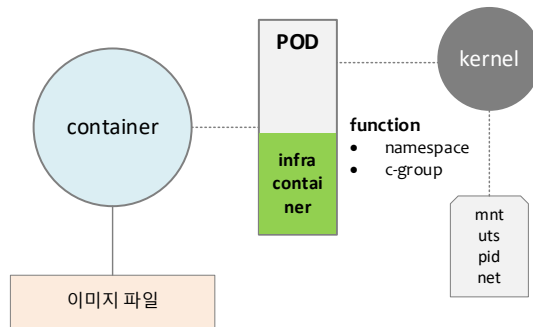 POD
kernel
container
function
• namespace
• c-group
infra
contai
ner
mnt
uts
pid
net
이미지 파일